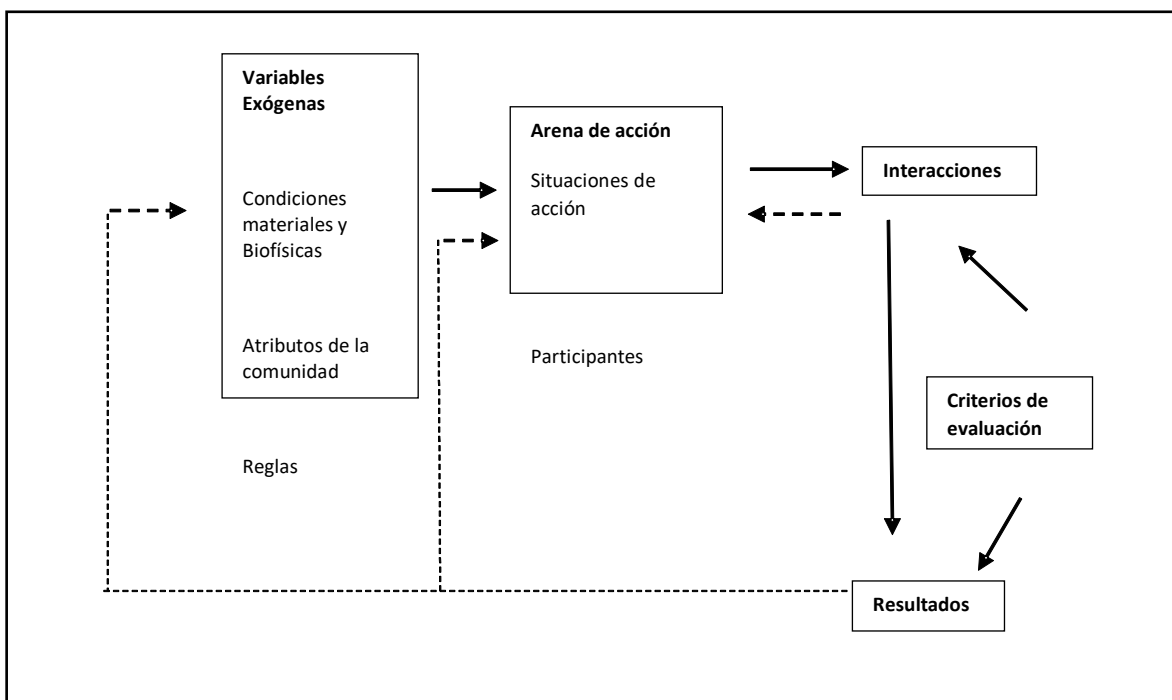 Variables
Exógenas
Condiciones
materiales y
Biofísicas
Atributos de la
comunidad
Reglas
Arena de acción
Situaciones de
acción
Participantes
Interacciones
Criterios de
evaluación
Resultados